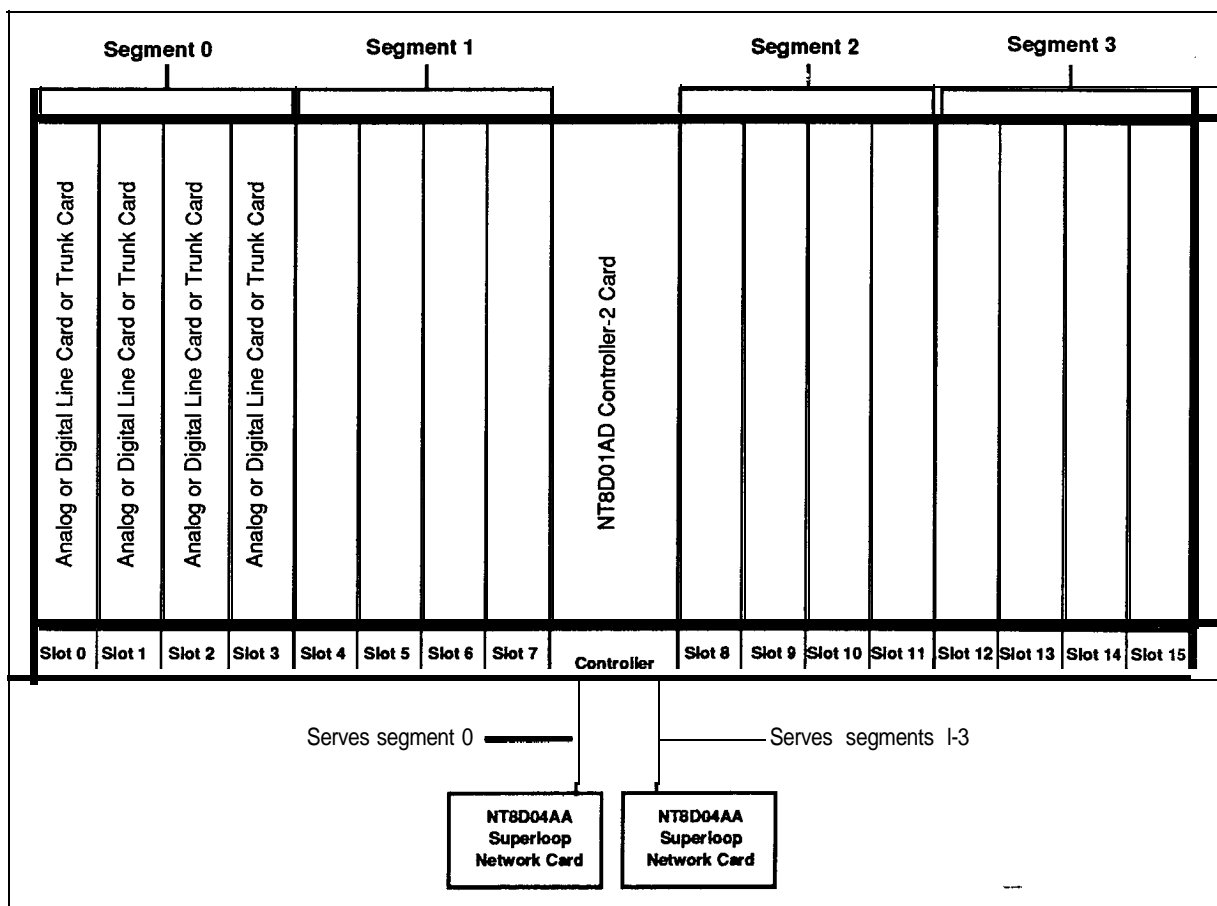 Segment 0
Segment 1
Segment 2
Segment 3
Analog or Digital Line Card or Trunk Card
Analog or Digital Line Card or Trunk Card
Analog or Digital Line Card or Trunk Card
Analog or Digital Line Card or Trunk Card
NT8D01AD Controller-2 Card
Slot 0
Slot 1
Slot 2
Slot 3
Slot 4
Slot 5
Slot 6
Slot 7
Controller
Slot 8
Slot 9
Slot 10
Slot 11
Slot 12
Slot 13
Slot 14
Slot 15
Serves segment 0
Serves segments I-3
NT8D04AA
Superloop
Network Card
NT8D04AA
Superloop
Network Card